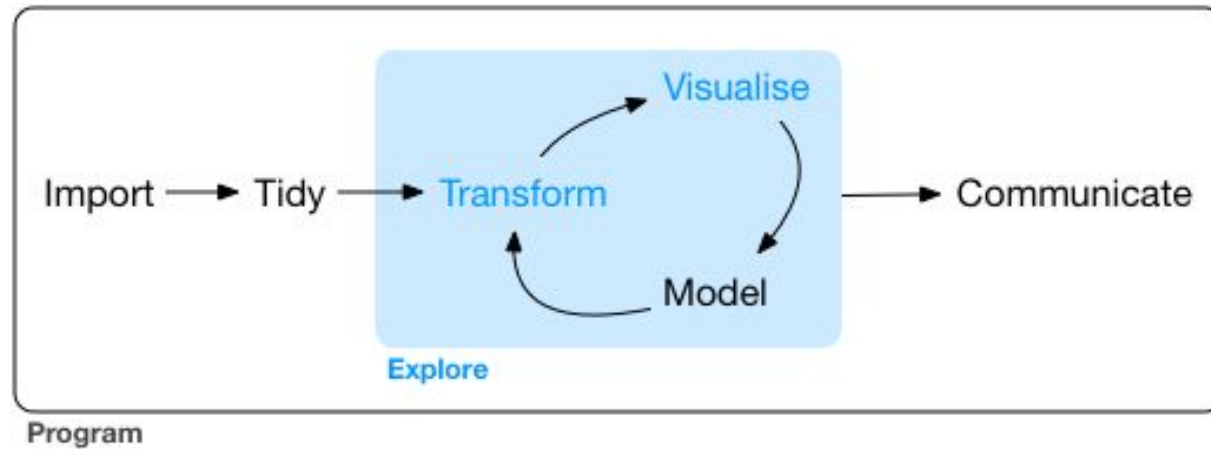 Visualise
Import
Tidy
Transform
Communicate
Model
Explore
Program